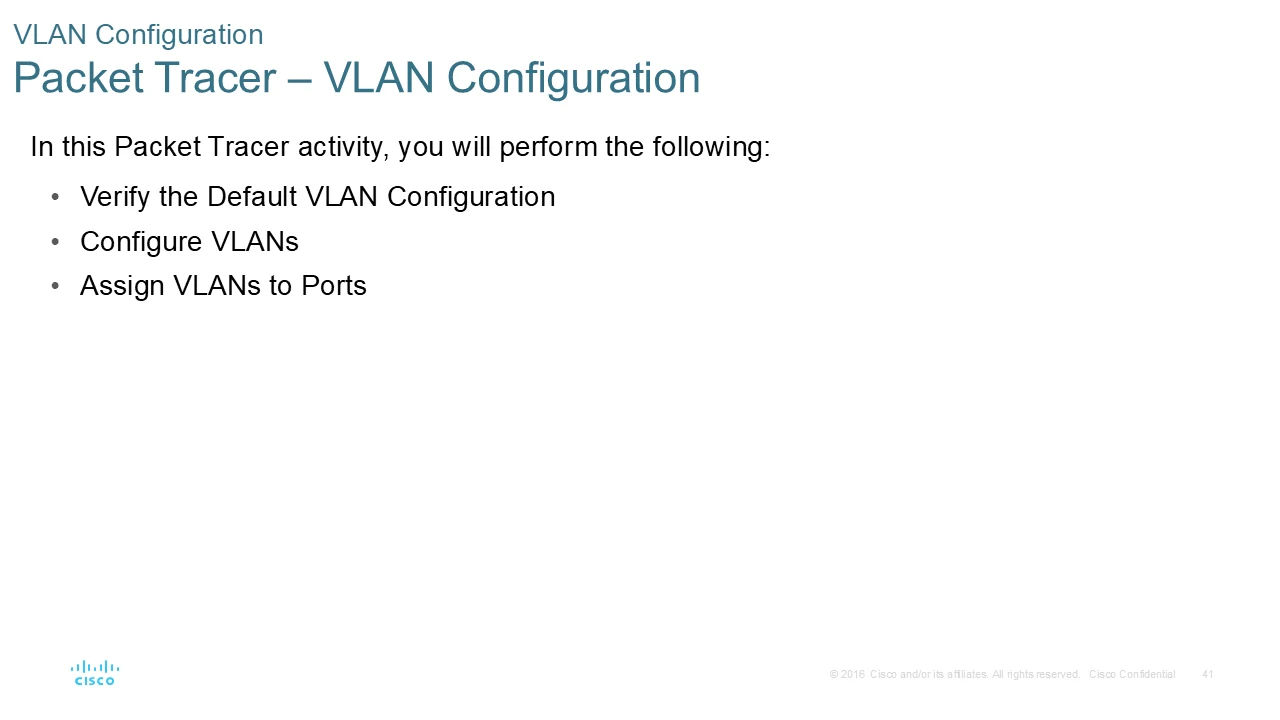 VLAN Configuration
Packet Tracer – VLAN Configuration
In this Packet Tracer activity, you will perform the following:
• Verify the Default VLAN Configuration
• Configure VLANs
• Assign VLANs to Ports
CISCO
© 2016 Cisco and/or its affiliates. All rights reserved. Cisco Confidential 41